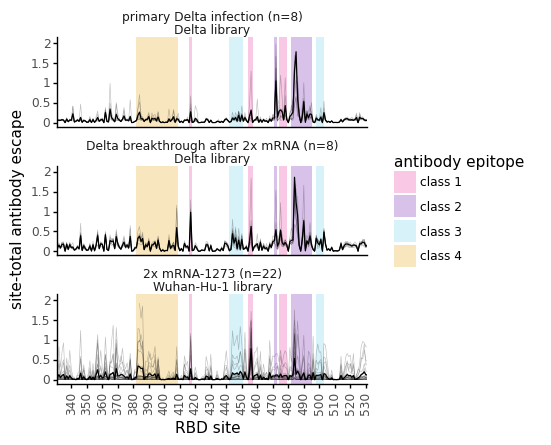 primary Delta infection (n=8)
Delta library
2
1.5
1
0.5
0
Delta breakthrough after 2x mRNA (n=8)
Delta library
2
1.5
1
0.5
0
2x mRNA-1273 (n=22)
Wuhan-Hu-1 library
2
1.5
1
0.5
0
340 350 360 370 380 390 400 410 420 430 440 450 460 470 480 490 500 510 520 530
RBD site
site-total antibody escape
antibody epitope
class 1
class 2
class 3
class 4